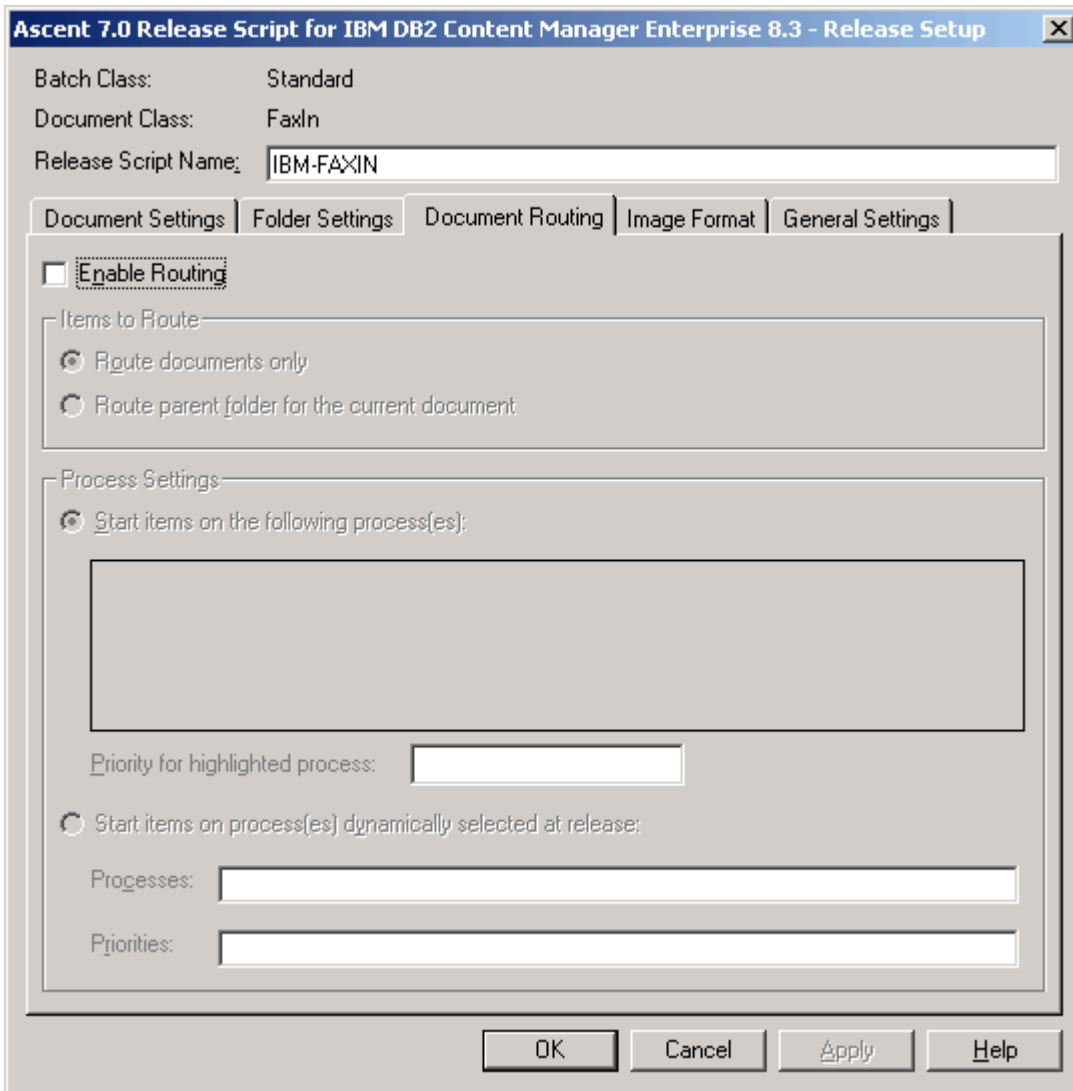 Ascent 7.0 Release Script for IBM DB2 Content Manager Enterprise 8.3 - Release Setup
Batch Class: Standard
Document Class: FaxIn
Release Script Name: IBM-FAXIN
Document Settings Folder Settings Document Routing Image Format General Settings
Enable Routing
Items to Route
Route documents only
Route parent folder for the current document
Process Settings
Start items on the following process(es):
Priority for highlighted process:
Start items on process(es) dynamically selected at release:
Processes:
Priorities:
OK Cancel Apply Help